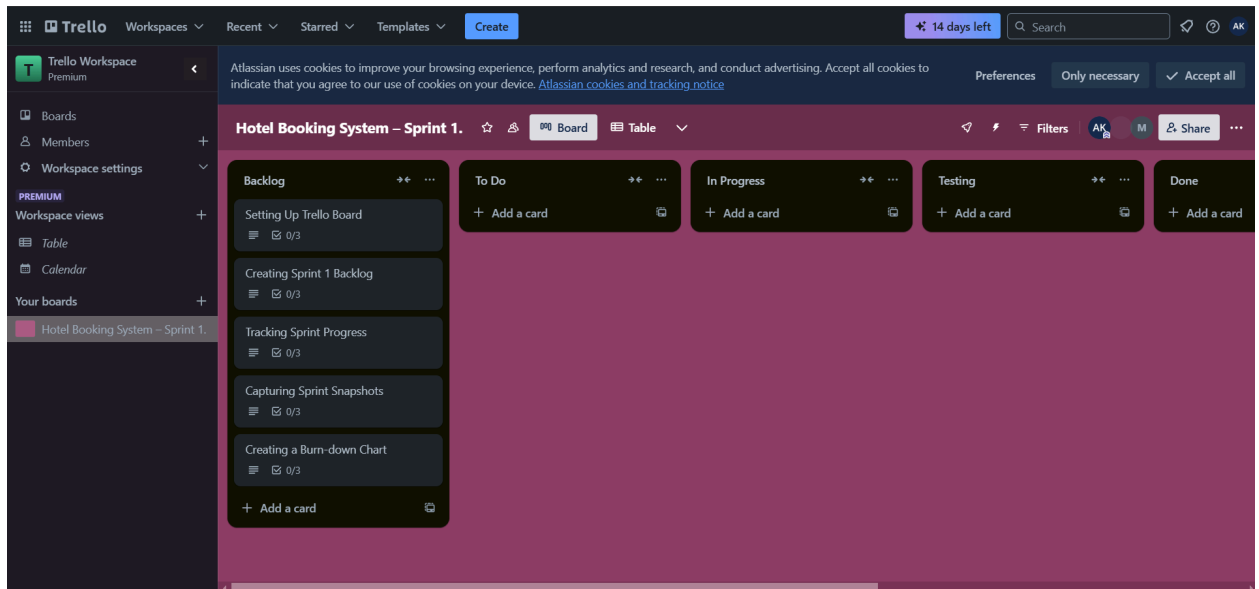 Trello
Workspaces
Recent
Starred
Templates
Create
14 days left
Search
AK
T
Trello Workspace
Premium
Boards
Members
Workspace settings
PREMIUM
Workspace views
Table
Calendar
Your boards
Hotel Booking System – Sprint 1.
Atlassian uses cookies to improve your browsing experience, perform analytics and research, and conduct advertising. Accept all cookies to
indicate that you agree to our use of cookies on your device. Atlassian cookies and tracking notice
Preferences
Only necessary
Accept all
Hotel Booking System – Sprint 1.
Board
Table
Filters
AK
M
Share
Backlog
Setting Up Trello Board
0/3
Creating Sprint 1 Backlog
0/3
Tracking Sprint Progress
0/3
Capturing Sprint Snapshots
0/3
Creating a Burn-down Chart
0/3
Add a card
To Do
Add a card
In Progress
Add a card
Testing
Add a card
Done
Add a card